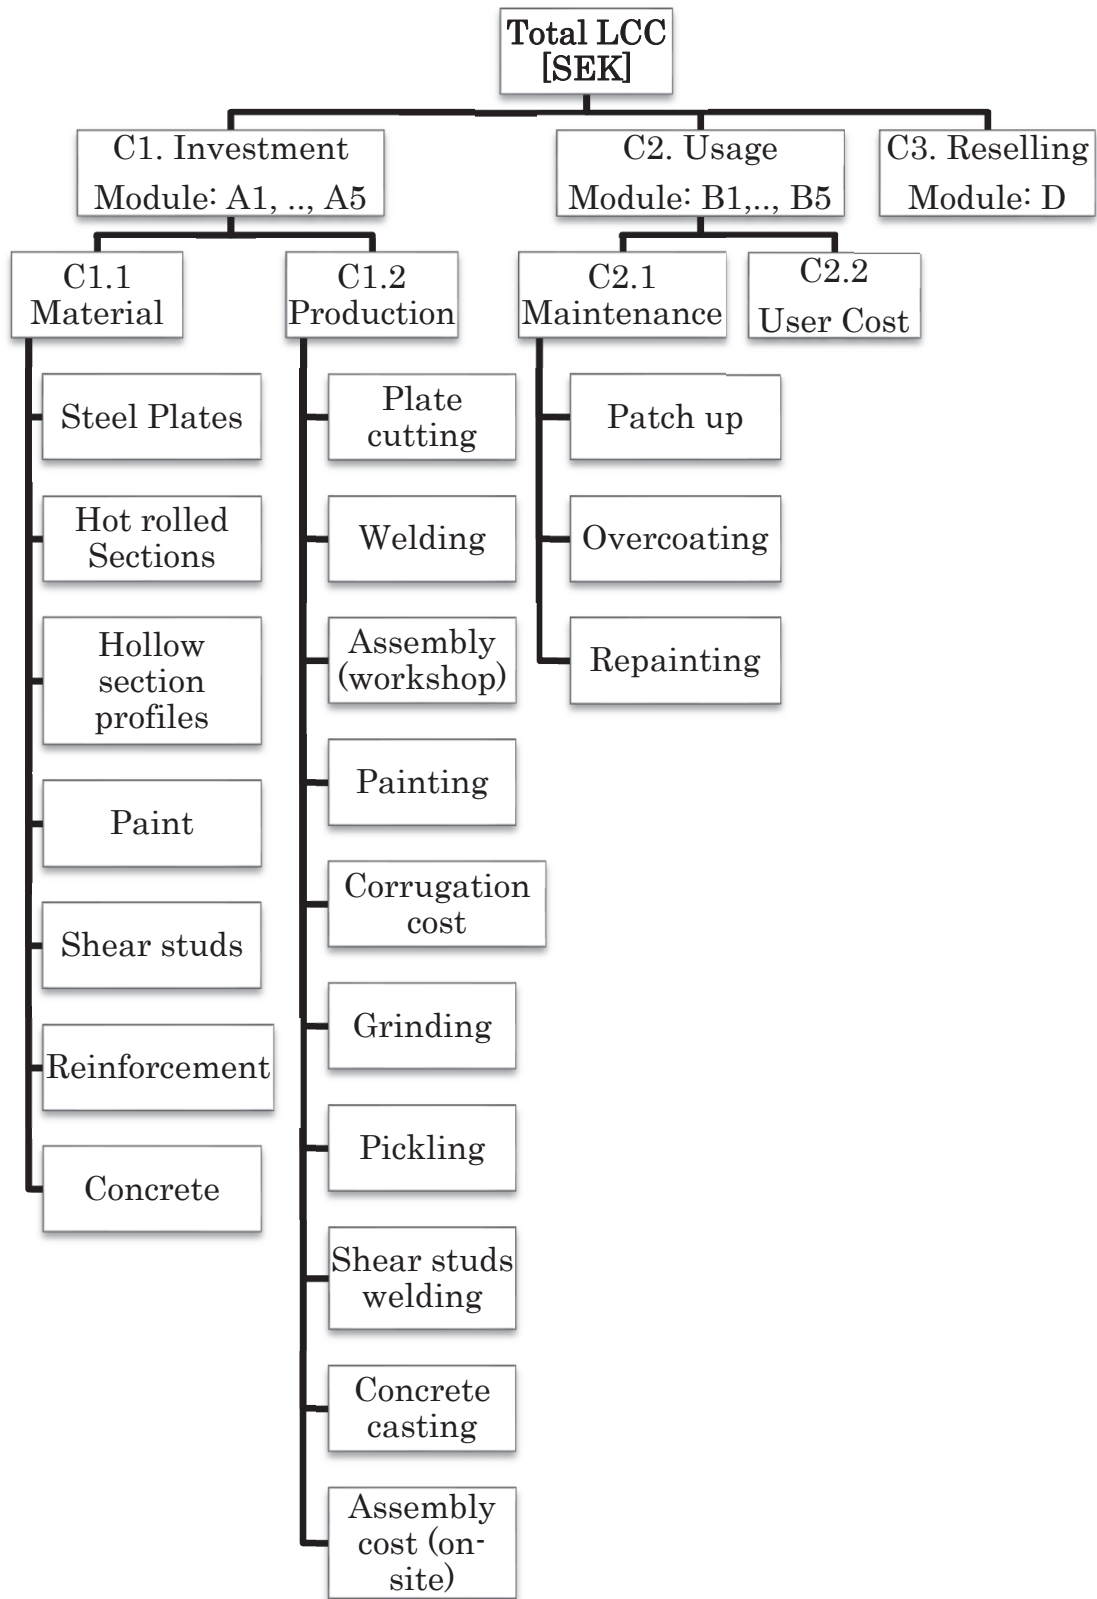 Total LCC
[SEK]
C1. Investment
Module: A1, .., A5
C2. Usage
Module: B1,.., B5
C3. Reselling
Module: D
C1.1
Material
C1.2
Production
C2.1
Maintenance
C2.2
User Cost
Steel Plates
Hot rolled
Sections
Hollow
section
profiles
Paint
Shear studs
Reinforcement
Concrete
Plate
cutting
Welding
Assembly
(workshop)
Painting
Corrugation
cost
Grinding
Pickling
Shear studs
welding
Concrete
casting
Assembly
cost (on-
site)
Patch up
Overcoating
Repainting